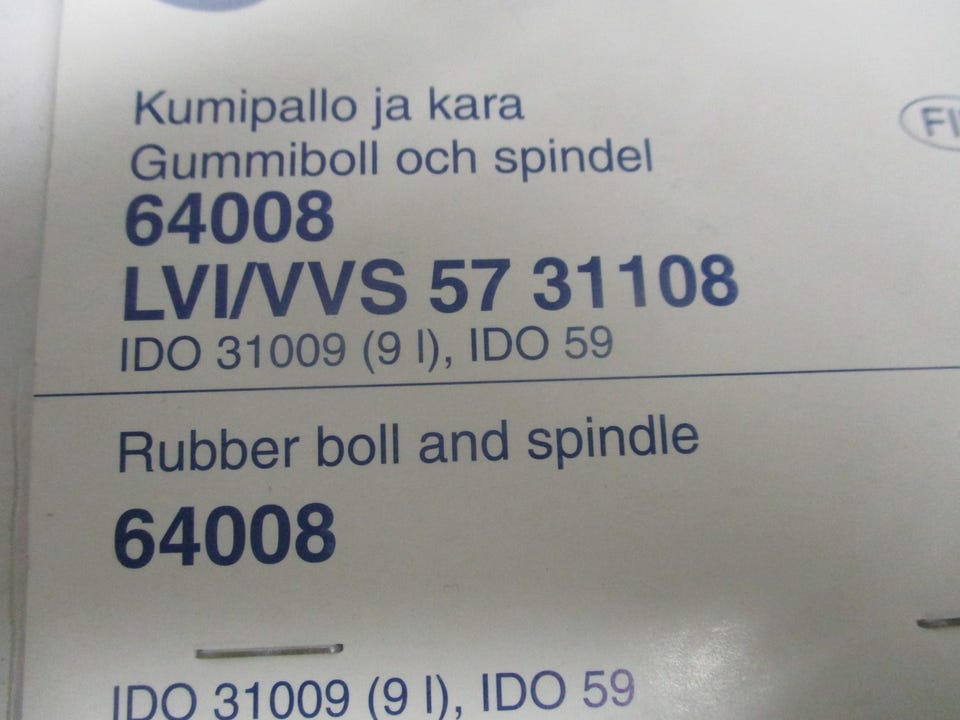 Kumipallo ja kara
FI
Gummiboll och spindel
64008
LVI/VVS 57 31108
IDO 31009 (9 l), IDO 59
Rubber boll and spindle
64008
IDO 31009 (9 l), IDO 59